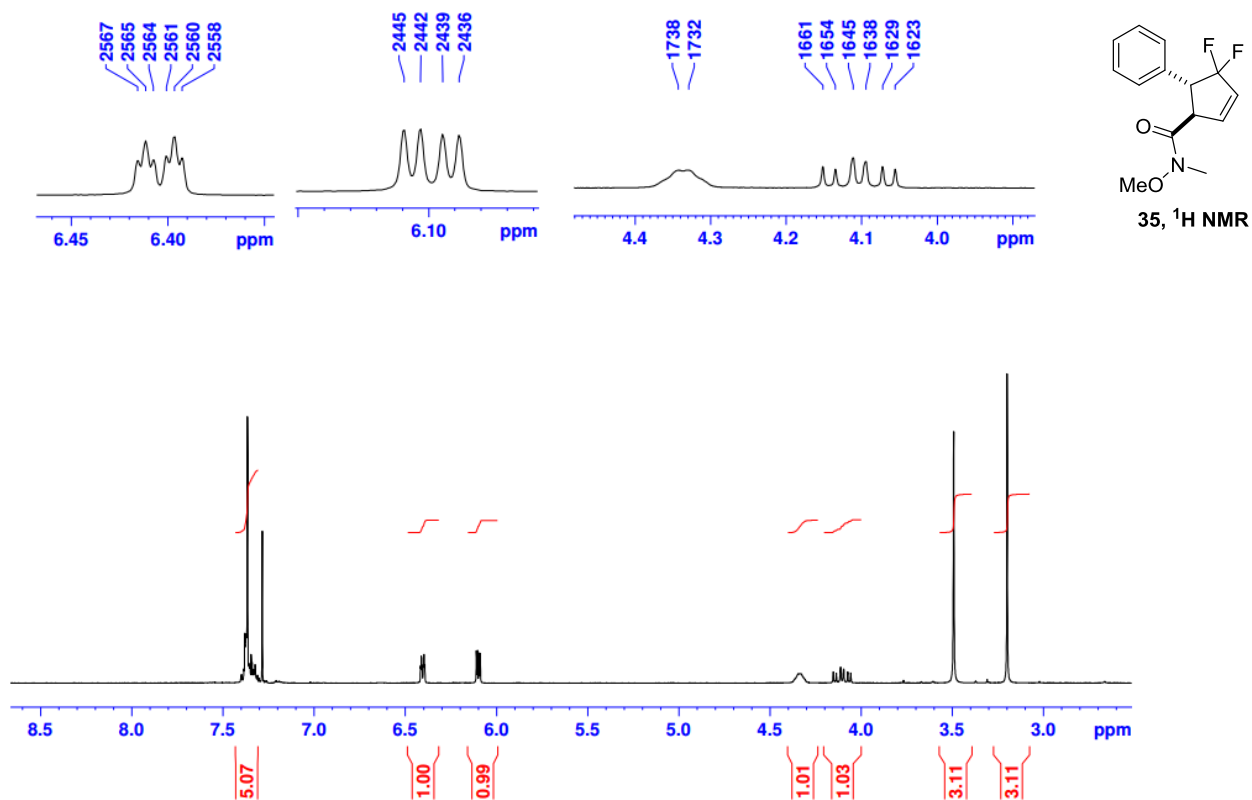 2567 2565 2564 2561 2560 2558
2445 2442 2439 2436
1738 1732
1661 1654 1645 1638 1629 1623
6.45 6.40 ppm
6.10 ppm
4.4 4.3 4.2 4.1 4.0 ppm
F
F
O
N
MeO
35, ¹H NMR
8.5 8.0 7.5 7.0 6.5 6.0 5.5 5.0 4.5 4.0 3.5 3.0 ppm
5.07 1.00 0.99 1.01 1.03 3.11 3.11